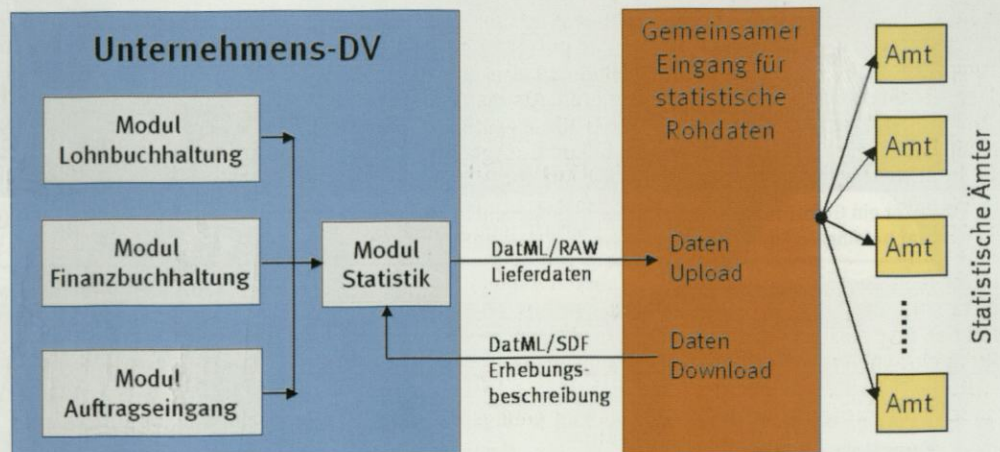 Unternehmens-DV
Modul
Lohnbuchhaltung
Modul
Finanzbuchhaltung
Modul
Auftragseingang
Modul
Statistik
DatML/RAW
Lieferdaten
DatML/SDF
Erhebungs-
beschreibung
Gemeinsamer
Eingang für
statistische
Rohdaten
Daten
Upload
Daten
Download
Amt
Amt
Amt
Amt
Statistische Ämter